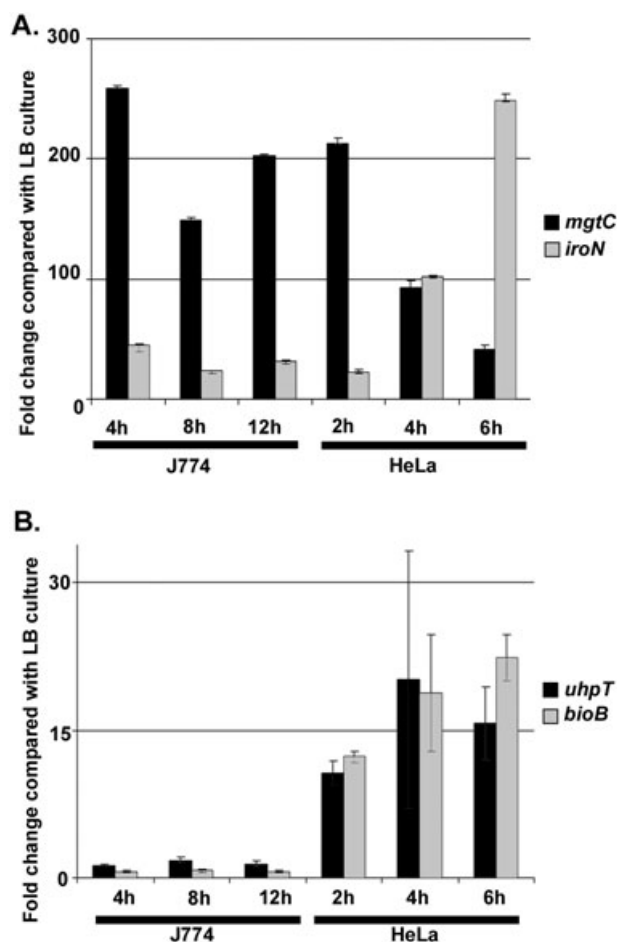 A.
Fold change compared with LB culture
300
200
100
0
mgtC
iroN
4h 8h 12h 2h 4h 6h
J774 HeLa
B.
Fold change compared with LB culture
30
15
0
uhpT
bioB
4h 8h 12h 2h 4h 6h
J774 HeLa